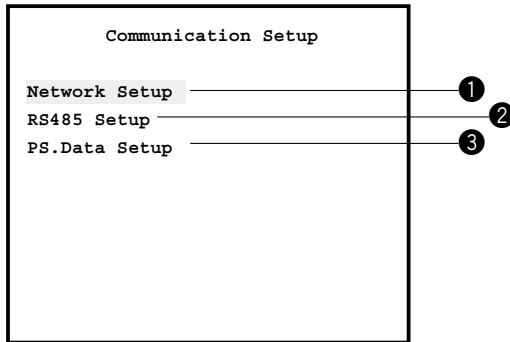 Communication Setup
Network Setup 1
RS485 Setup 2
PS.Data Setup 3